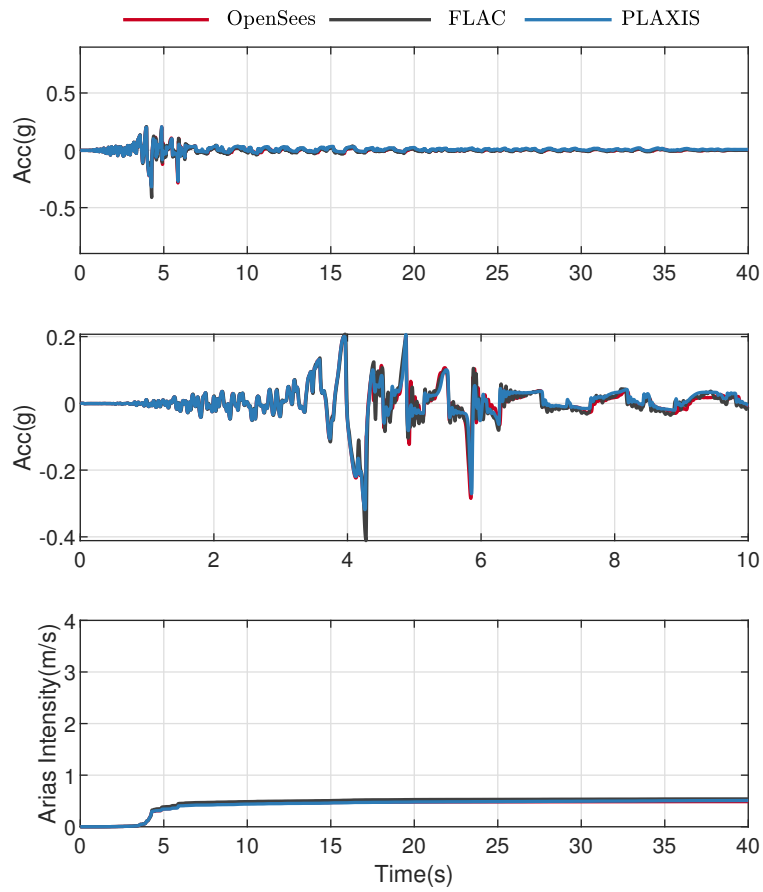 OpenSees FLAC PLAXIS
0.5
0
-0.5
Acc(g)
0 5 10 15 20 25 30 35 40
0.2
0
-0.2
-0.4
Acc(g)
0 2 4 6 8 10
4
3
2
1
0
Arias Intensity(m/s)
0 5 10 15 20 25 30 35 40
Time(s)